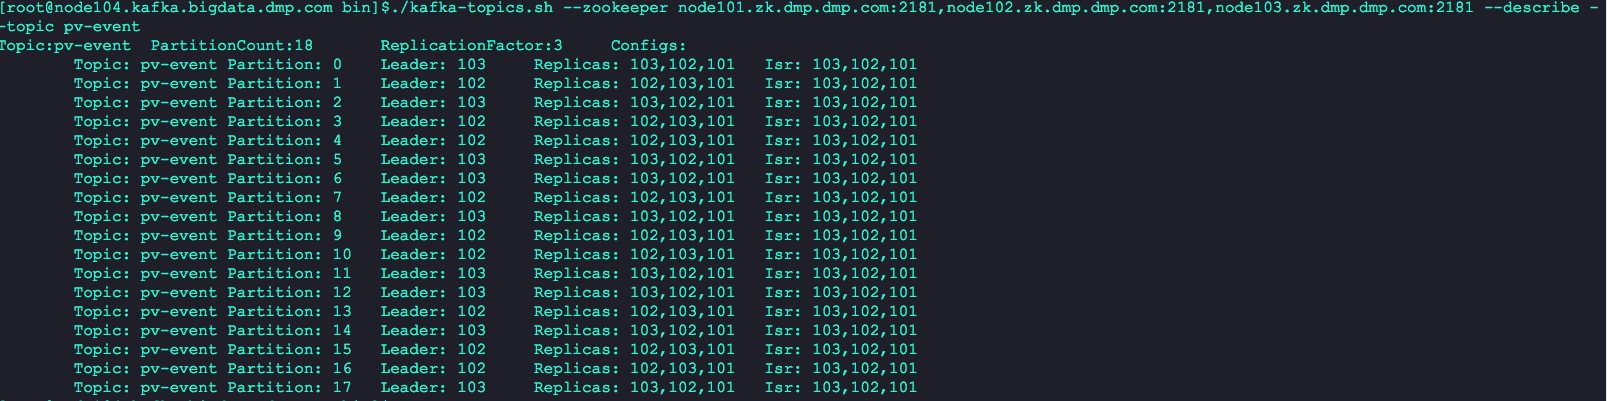 [root@node104.kafka.bigdata.dmp.com bin]$./kafka-topics.sh --zookeeper node101.zk.dmp.dmp.com:2181,node102.zk.dmp.dmp.com:2181,node103.zk.dmp.dmp.com:2181 --describe -
-topic pv-event
Topic:pv-event PartitionCount:18 ReplicationFactor:3 Configs:
Topic: pv-event Partition: 0 Leader: 103 Replicas: 103,102,101 Isr: 103,102,101
Topic: pv-event Partition: 1 Leader: 102 Replicas: 102,103,101 Isr: 103,102,101
Topic: pv-event Partition: 2 Leader: 103 Replicas: 103,102,101 Isr: 103,102,101
Topic: pv-event Partition: 3 Leader: 102 Replicas: 102,103,101 Isr: 103,102,101
Topic: pv-event Partition: 4 Leader: 102 Replicas: 102,103,101 Isr: 103,102,101
Topic: pv-event Partition: 5 Leader: 103 Replicas: 103,102,101 Isr: 103,102,101
Topic: pv-event Partition: 6 Leader: 103 Replicas: 103,102,101 Isr: 103,102,101
Topic: pv-event Partition: 7 Leader: 102 Replicas: 102,103,101 Isr: 103,102,101
Topic: pv-event Partition: 8 Leader: 103 Replicas: 103,102,101 Isr: 103,102,101
Topic: pv-event Partition: 9 Leader: 102 Replicas: 102,103,101 Isr: 103,102,101
Topic: pv-event Partition: 10 Leader: 102 Replicas: 102,103,101 Isr: 103,102,101
Topic: pv-event Partition: 11 Leader: 103 Replicas: 103,102,101 Isr: 103,102,101
Topic: pv-event Partition: 12 Leader: 103 Replicas: 103,102,101 Isr: 103,102,101
Topic: pv-event Partition: 13 Leader: 102 Replicas: 102,103,101 Isr: 103,102,101
Topic: pv-event Partition: 14 Leader: 103 Replicas: 103,102,101 Isr: 103,102,101
Topic: pv-event Partition: 15 Leader: 102 Replicas: 102,103,101 Isr: 103,102,101
Topic: pv-event Partition: 16 Leader: 102 Replicas: 102,103,101 Isr: 103,102,101
Topic: pv-event Partition: 17 Leader: 103 Replicas: 103,102,101 Isr: 103,102,101